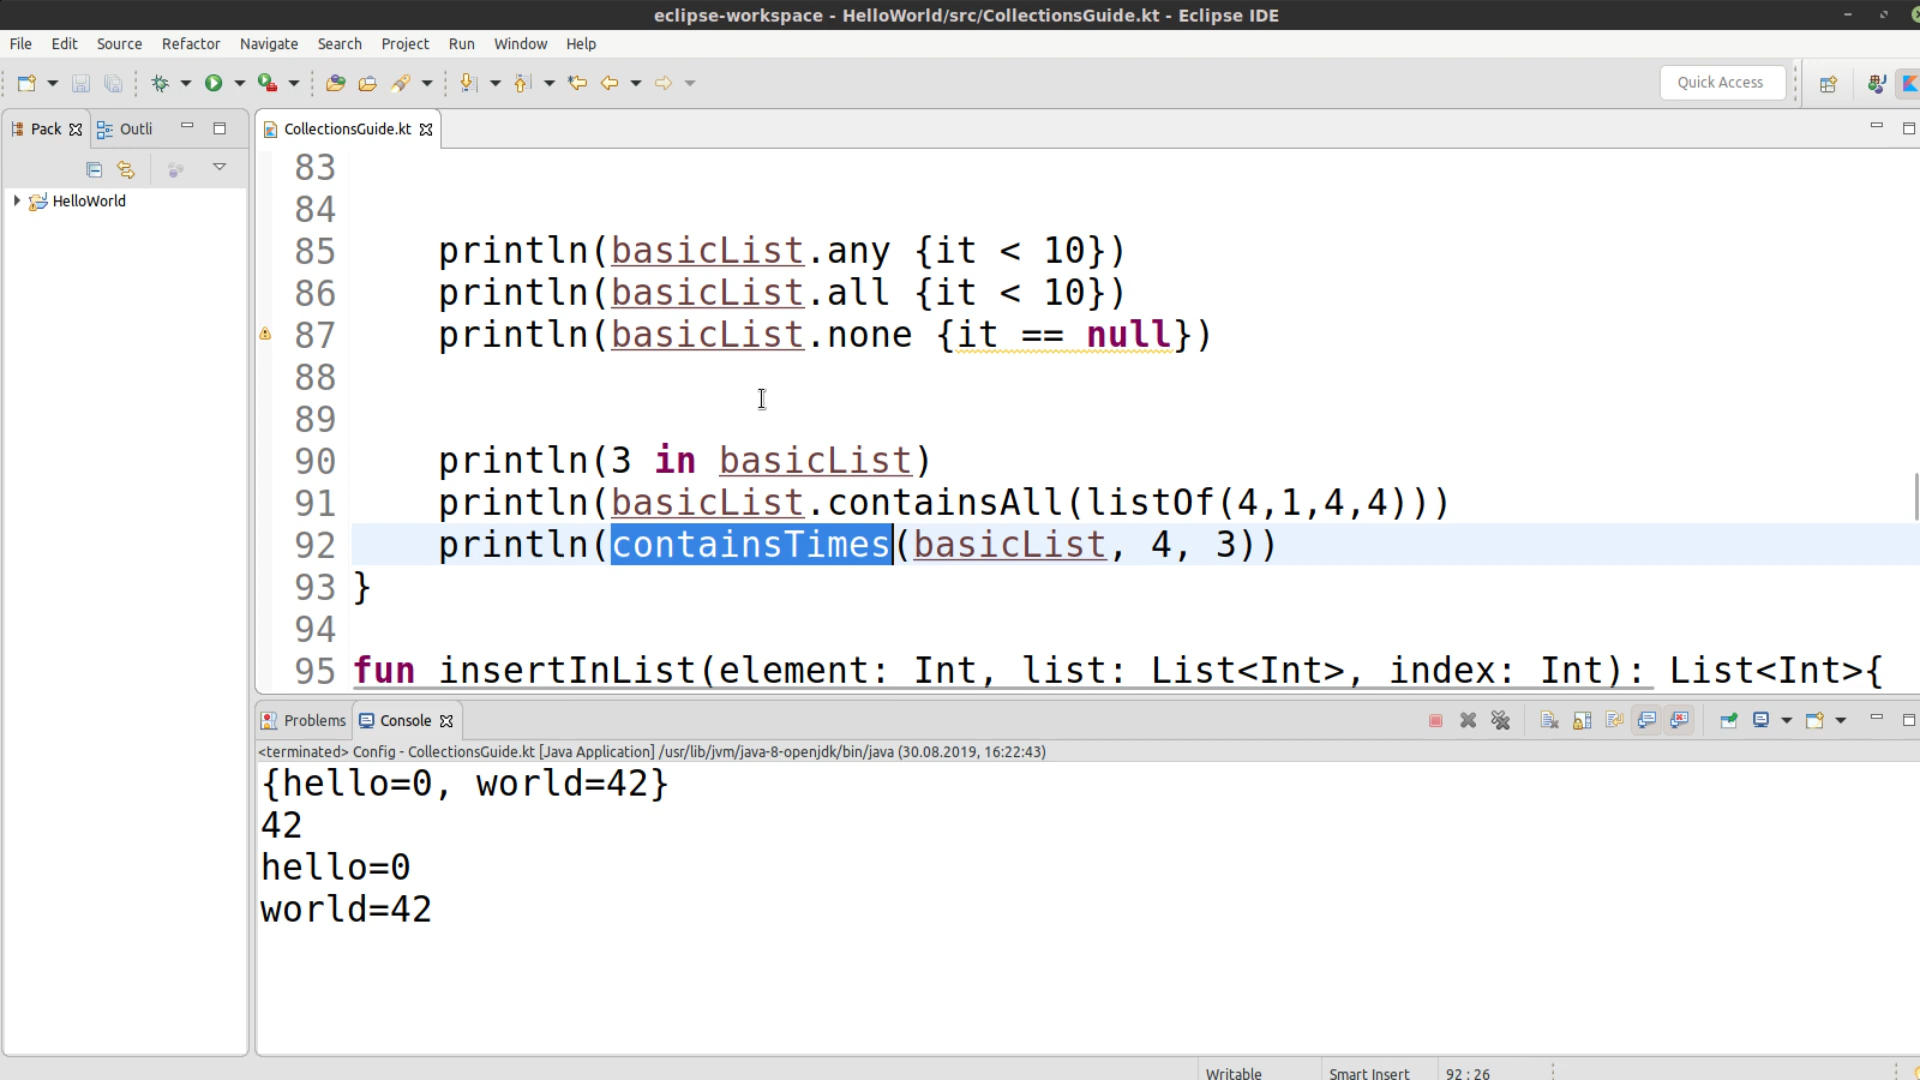 eclipse-workspace - HelloWorld/src/CollectionsGuide.kt - Eclipse IDE
File Edit Source Refactor Navigate Search Project Run Window Help
Quick Access
Pack Outli CollectionsGuide.kt
HelloWorld
83
84
85 println(basicList.any {it < 10})
86 println(basicList.all {it < 10})
87 println(basicList.none {it == null})
88
89
90 println(3 in basicList)
91 println(basicList.containsAll(listOf(4,1,4,4)))
92 println(containsTimes(basicList, 4, 3))
93 }
94
95 fun insertInList(element: Int, list: List<Int>, index: Int): List<Int>{
Problems Console
<terminated> Config - CollectionsGuide.kt [Java Application] /usr/lib/jvm/java-8-openjdk/bin/java (30.08.2019, 16:22:43)
{hello=0, world=42}
42
hello=0
world=42
Writable Smart Insert 92 : 26